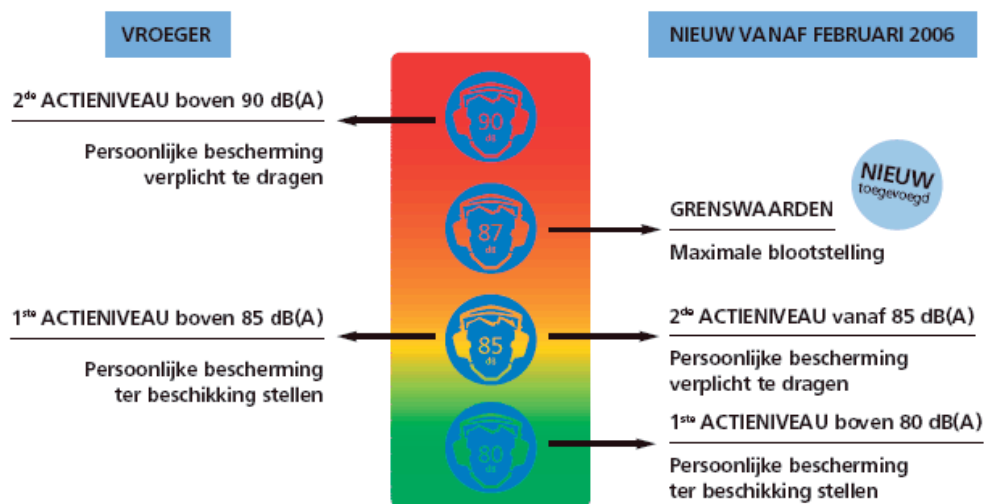 VROEGER
NIEUW VANAF FEBRUARI 2006
2de ACTIENIVEAU boven 90 dB(A)
Persoonlijke bescherming
verplicht te dragen
90
dB
NIEUW
toegevoegd
87
dB
GRENSWAARDEN
Maximale blootstelling
1ste ACTIENIVEAU boven 85 dB(A)
Persoonlijke bescherming
ter beschikking stellen
85
dB
2de ACTIENIVEAU vanaf 85 dB(A)
Persoonlijke bescherming
verplicht te dragen
80
dB
1ste ACTIENIVEAU boven 80 dB(A)
Persoonlijke bescherming
ter beschikking stellen